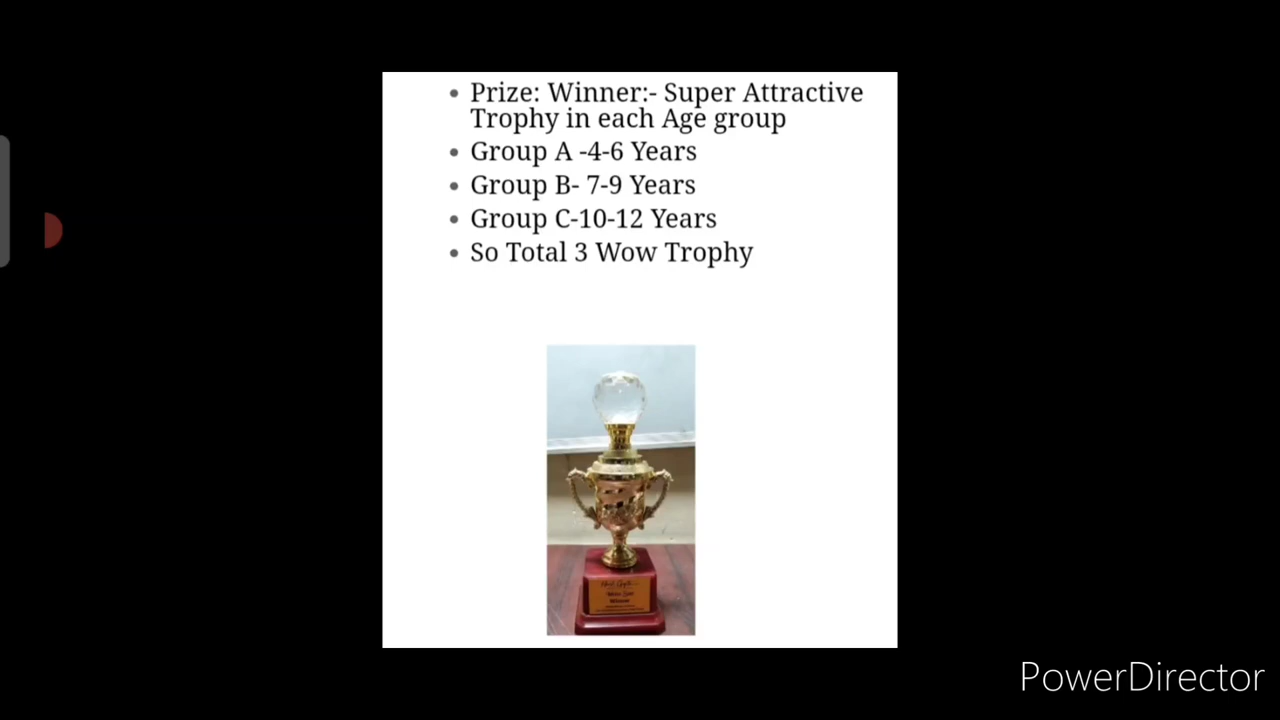 Prize: Winner:- Super Attractive
Trophy in each Age group
Group A -4-6 Years
Group B- 7-9 Years
Group C-10-12 Years
So Total 3 Wow Trophy
Winner
PowerDirector